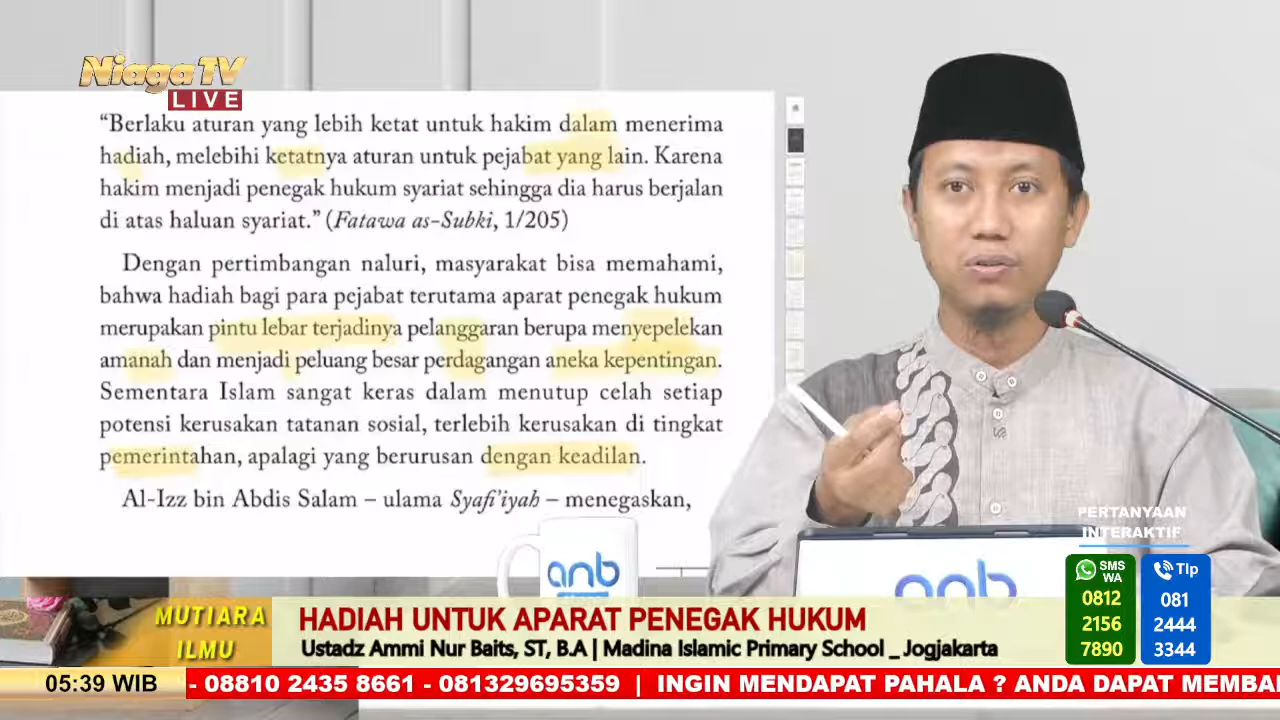 Niaga TV
LIVE
“Berlaku aturan yang lebih ketat untuk hakim dalam menerima
hadiah, melebihi ketatnya aturan untuk pejabat yang lain. Karena
hakim menjadi penegak hukum syariat sehingga dia harus berjalan
di atas haluan syariat.” (Fatawa as-Subki, 1/205)
Dengan pertimbangan naluri, masyarakat bisa memahami,
bahwa hadiah bagi para pejabat terutama aparat penegak hukum
merupakan pintu lebar terjadinya pelanggaran berupa menyepelekan
amanah dan menjadi peluang besar perdagangan aneka kepentingan.
Sementara Islam sangat keras dalam menutup celah setiap
potensi kerusakan tatanan sosial, terlebih kerusakan di tingkat
pemerintahan, apalagi yang berurusan dengan keadilan.
Al-Izz bin Abdis Salam – ulama Syafi’iyah – menegaskan,
anb
anb
PERTANYAAN
INTERAKTIF
SMS
WA
0812
2156
7890
Tlp
081
2444
3344
MUTIARA
ILMU
HADIAH UNTUK APARAT PENEGAK HUKUM
Ustadz Ammi Nur Baits, ST, B.A | Madina Islamic Primary School _ Jogjakarta
05:39 WIB
- 08810 2435 8661 - 081329695359 | INGIN MENDAPAT PAHALA ? ANDA DAPAT MEMBA